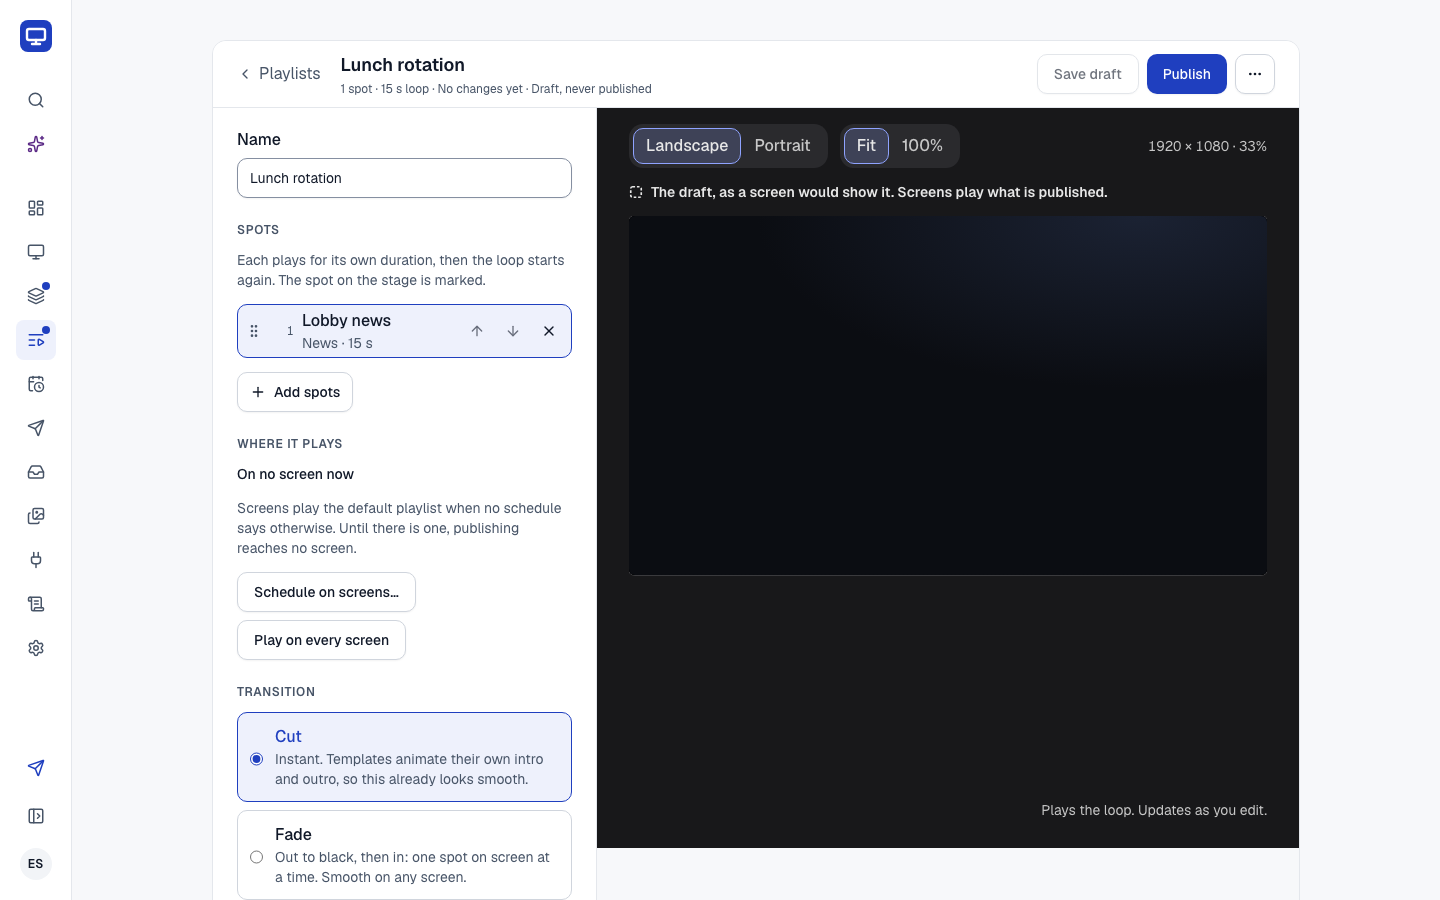 Playlists
Lunch rotation
1 spot · 15 s loop · No changes yet · Draft, never published
Save draft
Publish
Name
Lunch rotation
SPOTS
Each plays for its own duration, then the loop starts
again. The spot on the stage is marked.
1
Lobby news
News · 15 s
Add spots
WHERE IT PLAYS
On no screen now
Screens play the default playlist when no schedule
says otherwise. Until there is one, publishing
reaches no screen.
Schedule on screens...
Play on every screen
TRANSITION
Cut
Instant. Templates animate their own intro
and outro, so this already looks smooth.
Fade
Out to black, then in: one spot on screen at
a time. Smooth on any screen.
Landscape
Portrait
Fit
100%
1920 × 1080 · 33%
The draft, as a screen would show it. Screens play what is published.
Plays the loop. Updates as you edit.
ES